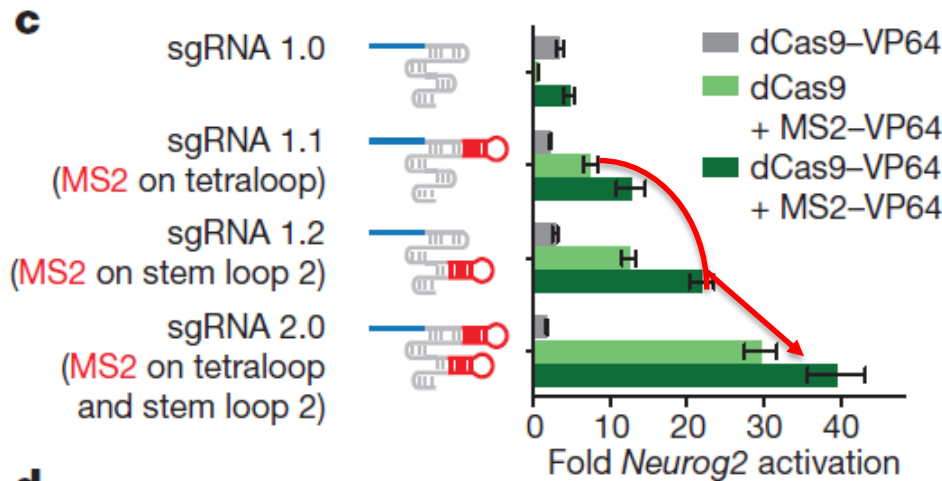 c
sgRNA 1.0
sgRNA 1.1
(MS2 on tetraloop)
sgRNA 1.2
(MS2 on stem loop 2)
sgRNA 2.0
(MS2 on tetraloop
and stem loop 2)
dCas9–VP64
dCas9
+ MS2–VP64
dCas9–VP64
+ MS2–VP64
0 10 20 30 40
Fold Neurog2 activation